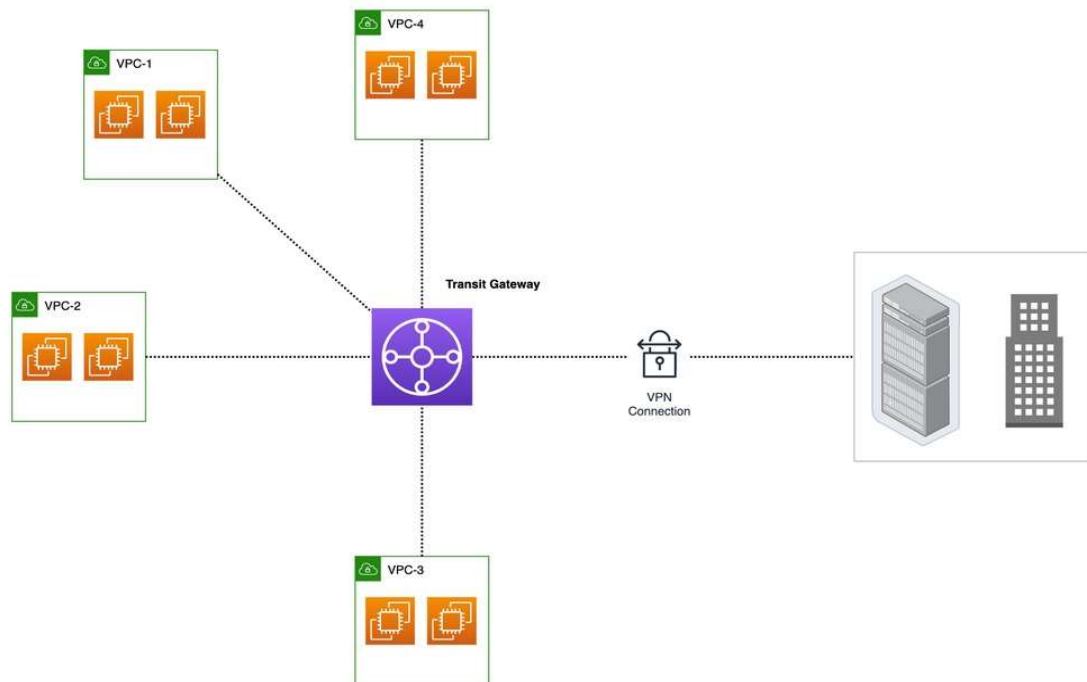 VPC-4
VPC-1
Transit Gateway
VPC-2
VPN
Connection
VPC-3